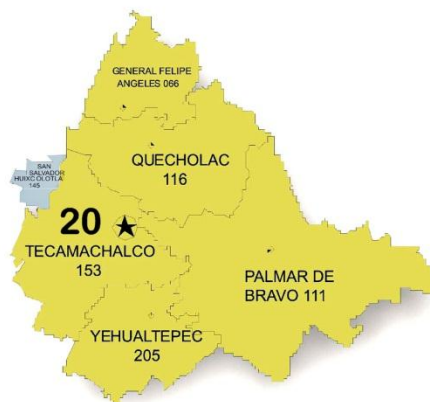 GENERAL FELIPE
ANGELES 066
QUECHOLAC
116
SAN
SALVADOR
HUIXCOLOTLA
145
20
TECAMACHALCO
153
PALMAR DE
BRAVO 111
YEHUALTEPEC
205